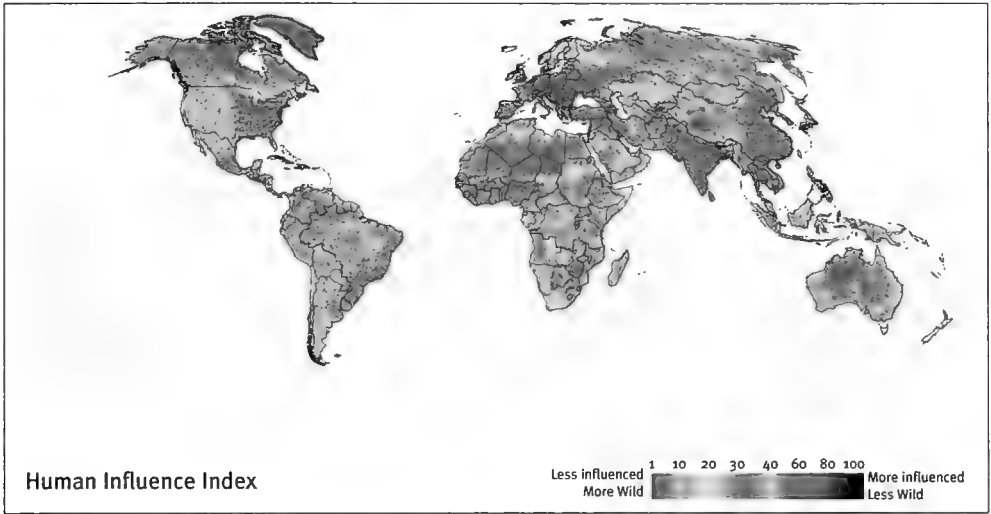 Human Influence Index
Less influenced
More Wild
1 10 20 30 40 60 80 100
More influenced
Less Wild